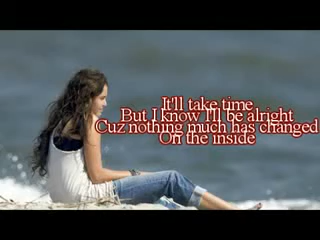 It'll take time
But I know I'll be alright
Cuz nothing much has changed
On the inside